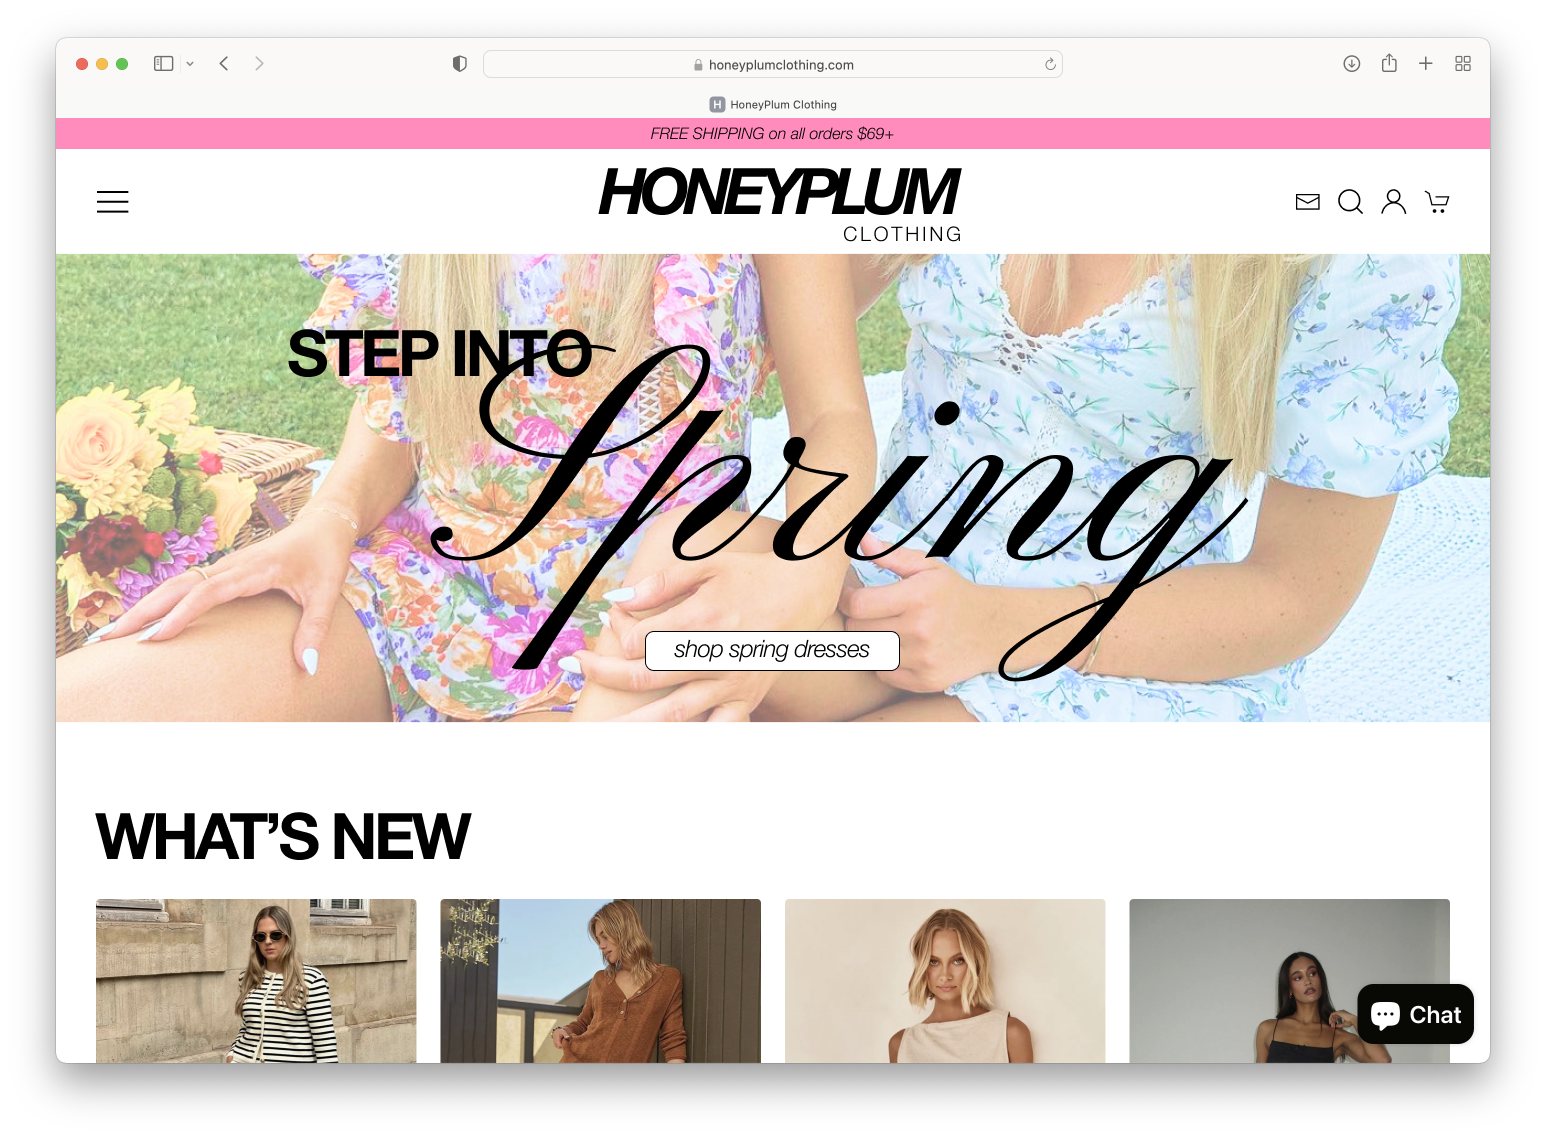 honeyplumclothing.com
H HoneyPlum Clothing
FREE SHIPPING on all orders $69+
HONEYPLUM
CLOTHING
STEP INTO
Spring
shop spring dresses
WHAT'S NEW
Chat